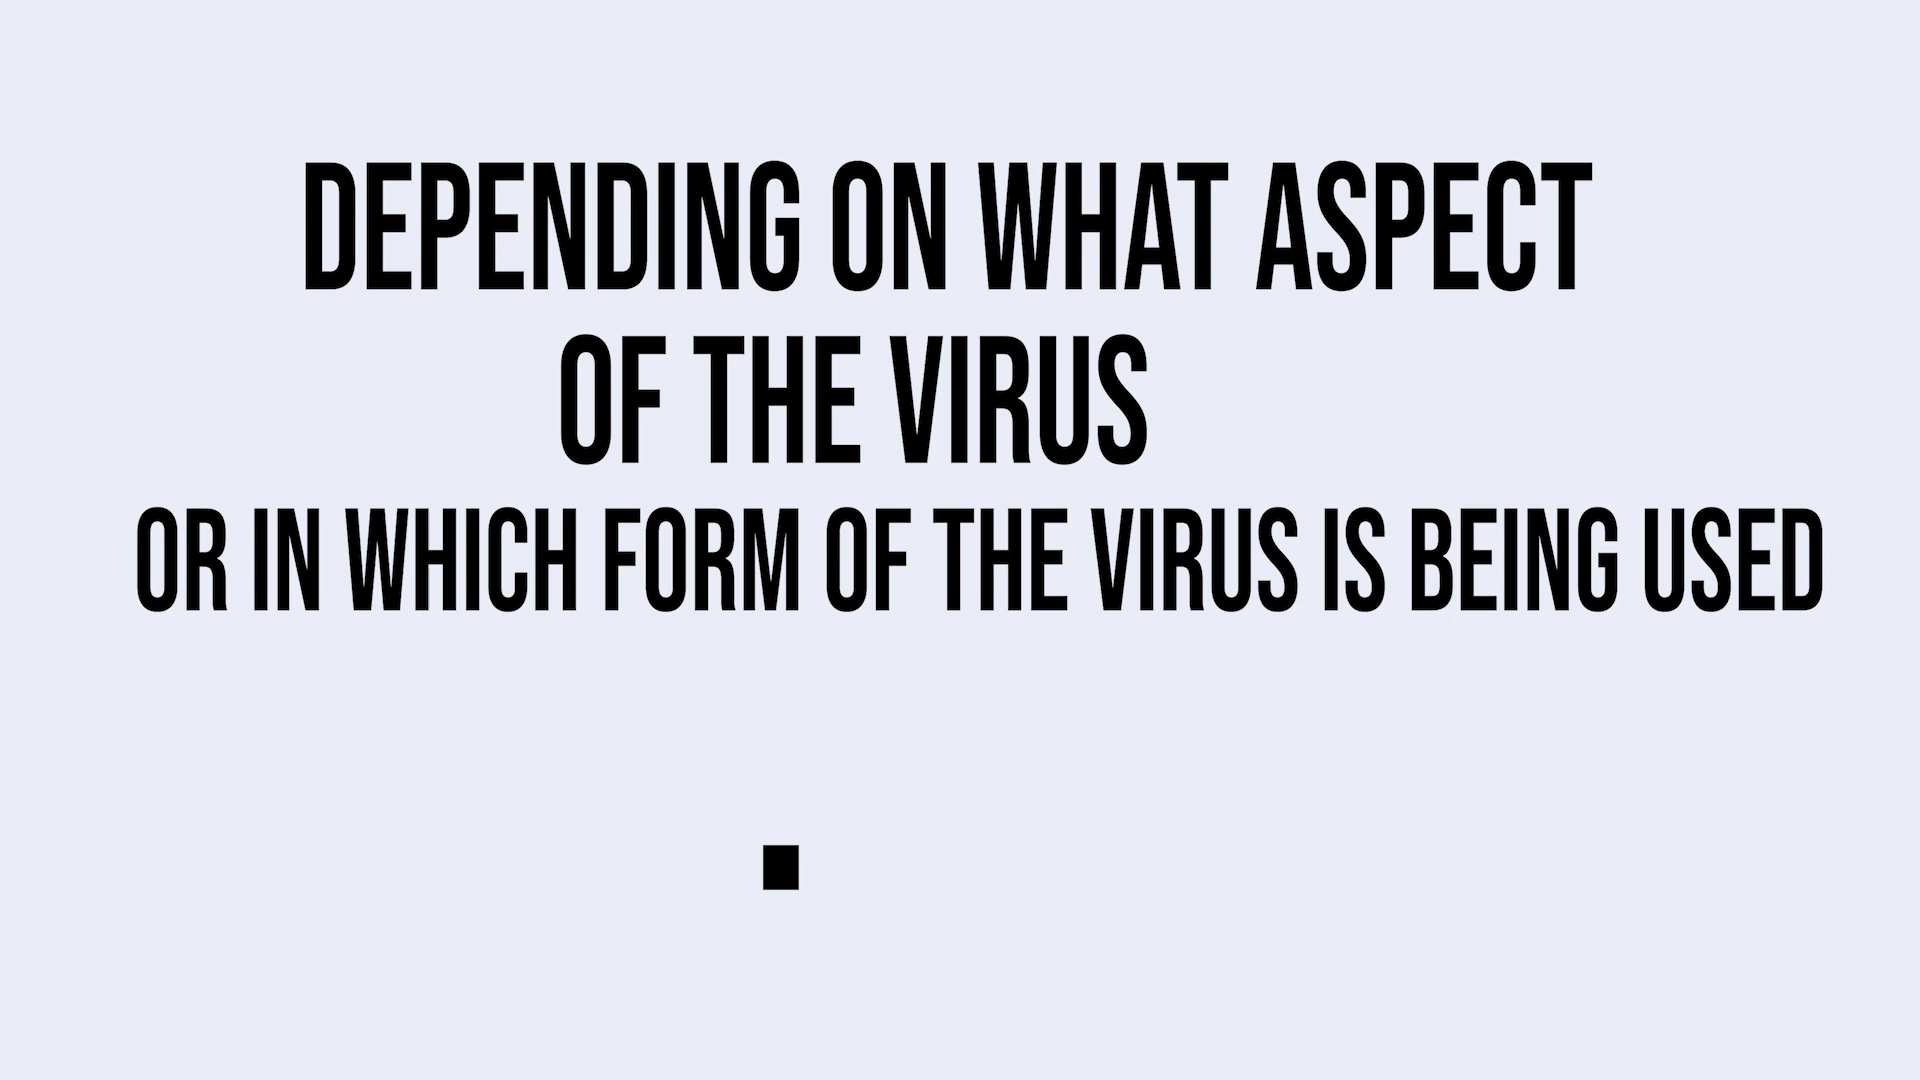 DEPENDING ON WHAT ASPECT
OF THE VIRUS
OR IN WHICH FORM OF THE VIRUS IS BEING USED
.